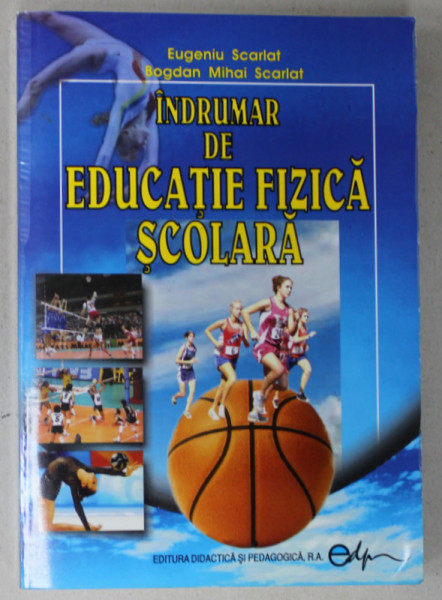 Eugeniu Scarlat
Bogdan Mihai Scarlat
ÎNDRUMAR
DE
EDUCAȚIE FIZICĂ
ȘCOLARĂ
EDITURA DIDACTICĂ ȘI PEDAGOGICĂ, R.A. edp